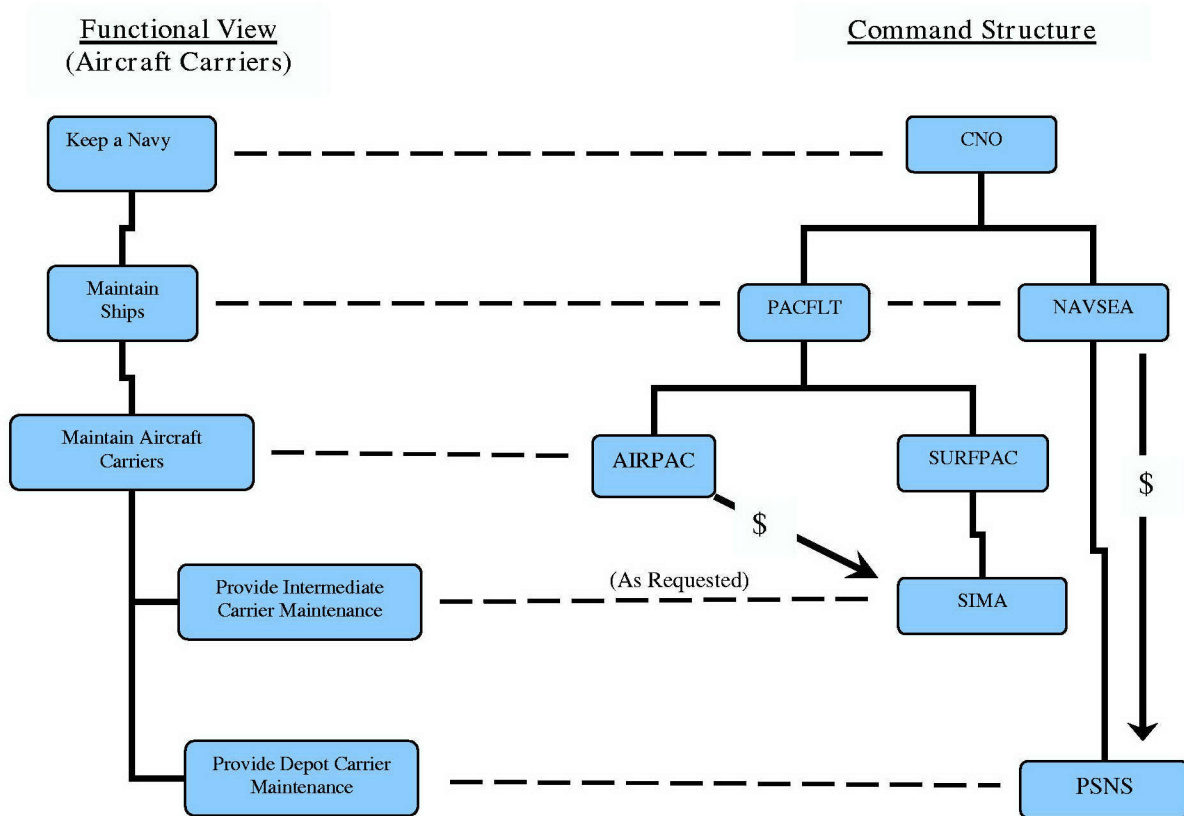 Functional View
(Aircraft Carriers)
Command Structure
Keep a Navy
CNO
Maintain
Ships
PACFLT
NAVSEA
Maintain Aircraft
Carriers
AIRPAC
SURFPAC
$
$
Provide Intermediate
Carrier Maintenance
(As Requested)
SIMA
Provide Depot Carrier
Maintenance
PSNS